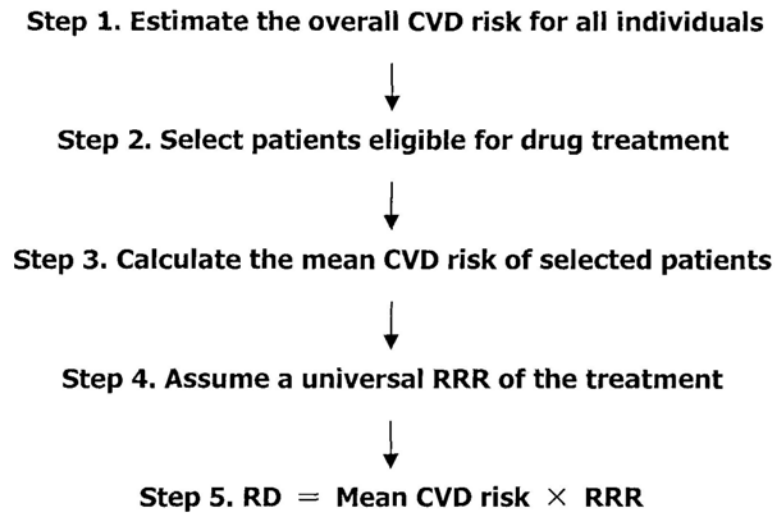 Step 1. Estimate the overall CVD risk for all individuals
Step 2. Select patients eligible for drug treatment
Step 3. Calculate the mean CVD risk of selected patients
Step 4. Assume a universal RRR of the treatment
Step 5. RD = Mean CVD risk × RRR